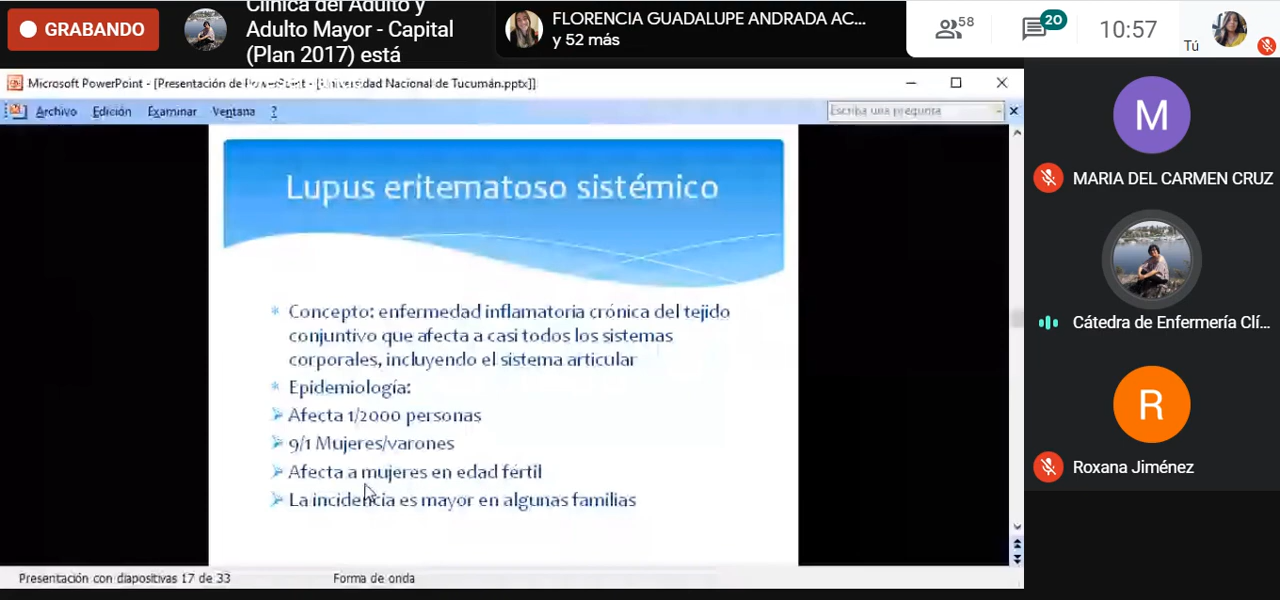 GRABANDO
Clínica del Adulto y
Adulto Mayor - Capital
(Plan 2017) está
FLORENCIA GUADALUPE ANDRADA AC...
y 52 más
58
20
10:57
Tú
Microsoft PowerPoint - [Presentación de PowerPoint - [Universidad Nacional de Tucumán.pptx]]
Archivo Edición Examinar Ventana ?
Escriba una pregunta
Lupus eritematoso sistémico
Concepto: enfermedad inflamatoria crónica del tejido
conjuntivo que afecta a casi todos los sistemas
corporales, incluyendo el sistema articular
Epidemiología:
Afecta 1/2000 personas
9/1 Mujeres/varones
Afecta a mujeres en edad fértil
La incidencia es mayor en algunas familias
Presentación con diapositivas 17 de 33
Forma de onda
M
MARIA DEL CARMEN CRUZ
Cátedra de Enfermería Clí...
R
Roxana Jiménez